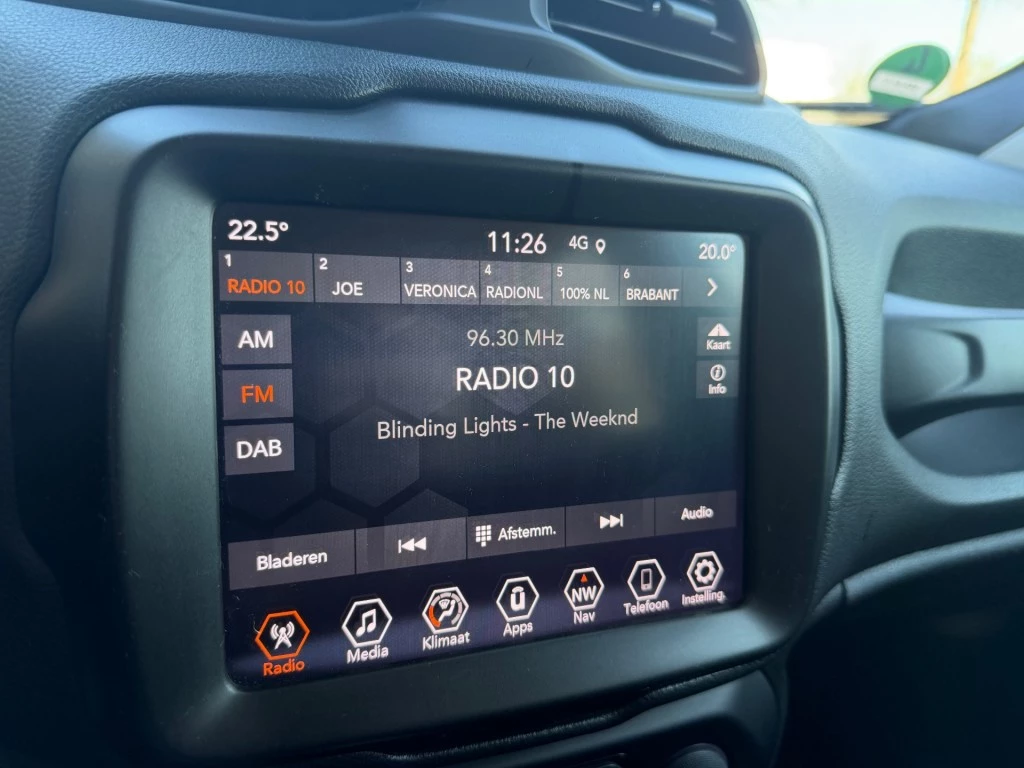 22.5° 11:26 4G 20.0°
1 2 3 4 5 6
RADIO 10 JOE VERONICA RADIONL 100% NL BRABANT
96.30 MHz
AM
Kaart
RADIO 10
FM
Info
Blinding Lights - The Weeknd
DAB
Bladeren Afstemm. Audio
NW
Radio Media Klimaat Apps Nav Telefoon Instelling.